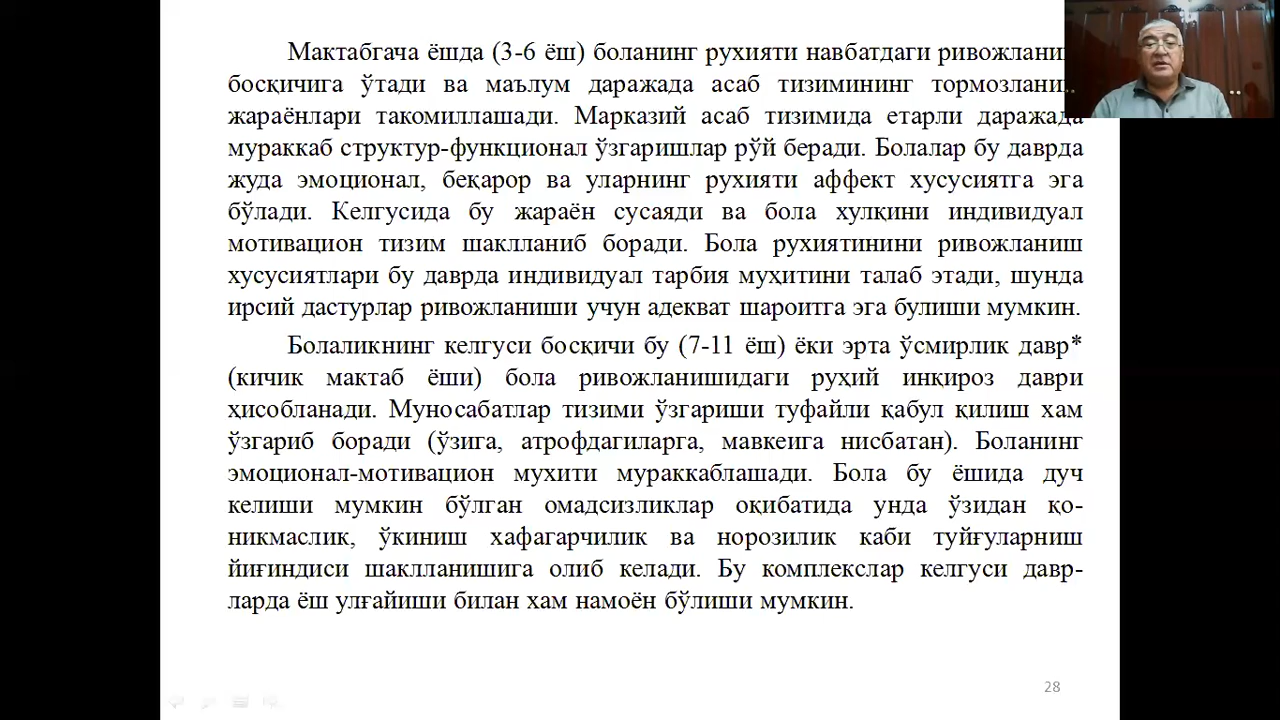 Мактабгача ёшда (3-6 ёш) боланинг рухияти навбатдаги
босқичига ўтади ва маълум даражада асаб тизимининг
жараёнлари такомиллашади. Марказий асаб тизимида етарли даражада
мураккаб структур-функционал ўзгаришлар рўй беради. Болалар бу даврда
жуда эмоционал, беқарор ва уларнинг рухияти аффект хусусиятга эга
бўлади. Келгусида бу жараён сусаяди ва бола хулқини индивидуал
мотивацион тизим шаклланиб боради. Бола рухиятинини ривожланиш
хусусиятлари бу даврда индивидуал тарбия муҳитини талаб этади, шунда
ирсий дастурлар ривожланиши учун адекват шароитга эга булиши мумкин.
Болаликнинг келгуси босқичи бу (7-11 ёш) ёки эрта ўсмирлик давр*
(кичик мактаб ёши) бола ривожланишидаги руҳий инқироз даври
ҳисобланади. Муносабатлар тизими ўзгариши туфайли қабул қилиш хам
ўзгариб боради (ўзига, атрофдагиларга, мавкеига нисбатан). Боланинг
эмоционал-мотивацион мухити мураккаблашади. Бола бу ёшида дуч
келиши мумкин бўлган омадсизликлар оқибатида унда ўзидан қо-
никмаслик, ўкиниш хафагарчилик ва норозилик каби туйғуларниш
йиғиндиси шаклланишига олиб келади. Бу комплекслар келгуси давр-
ларда ёш улғайиши билан хам намоён бўлиши мумкин.
28